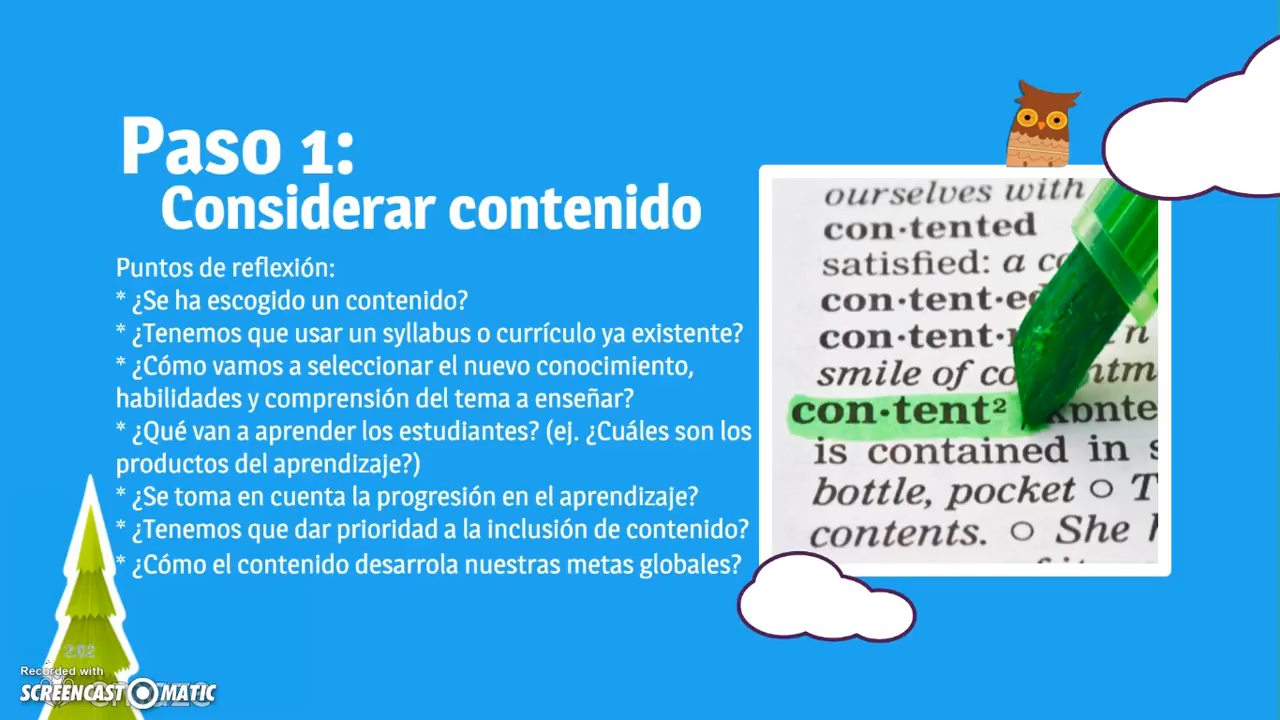 Paso 1:
Considerar contenido
Puntos de reflexión:
* ¿Se ha escogido un contenido?
* ¿Tenemos que usar un syllabus o currículo ya existente?
* ¿Cómo vamos a seleccionar el nuevo conocimiento,
habilidades y comprensión del tema a enseñar?
* ¿Qué van a aprender los estudiantes? (ej. ¿Cuáles son los
productos del aprendizaje?)
* ¿Se toma en cuenta la progresión en el aprendizaje?
* ¿Tenemos que dar prioridad a la inclusión de contenido?
* ¿Cómo el contenido desarrola nuestras metas globales?
ourselves with
con·tented
satisfied: a
con·tent·ed
con·tent·
smile of
con·tent²
is contained in
bottle, pocket ○
contents. ○ She
2:02
Recorded with
SCREENCAST MATIC